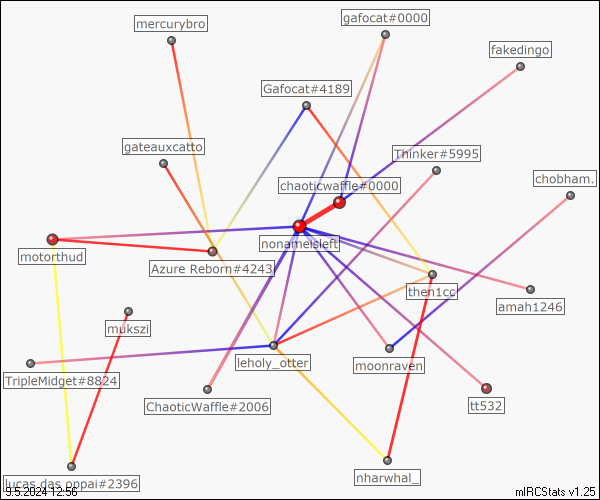 gafocat#0000
mercurybro
fakedingo
Gafocat#4189
gateauxcatto
Thinker#5995
chobham.
chaoticwaffle#0000
nonameisleft
motorthud
Azure Reborn#4243
then1cc
amah1246
mukszi
leholy_otter
moonraven
TripleMidget#8824
ChaoticWaffle#2006
tt532
nharwhal_
lucas das oppai#2396
9.5.2024 12:56
mIRCStats v1.25